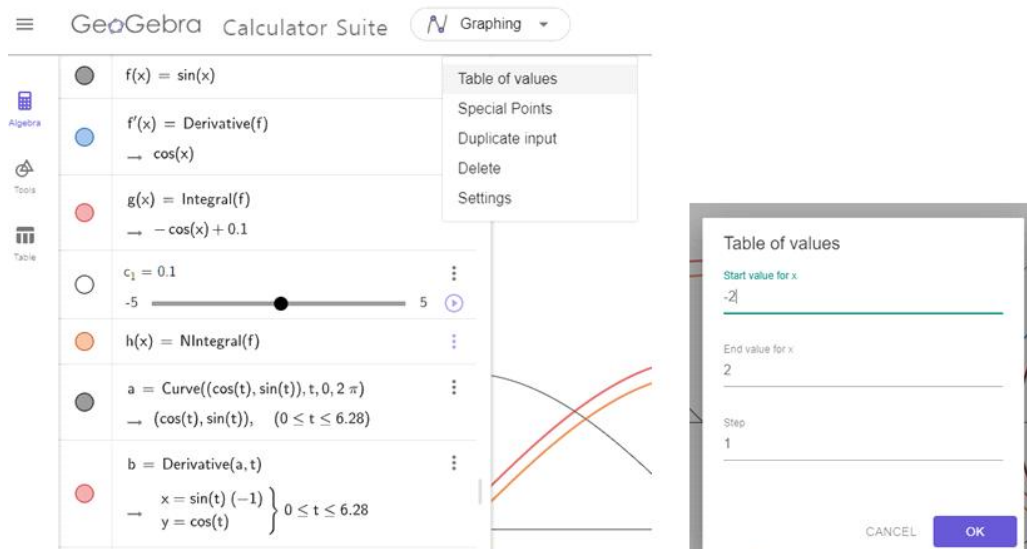 GeoGebra Calculator Suite Graphing
Algebra
Tools
Table
f(x) = sin(x)
f′(x) = Derivative(f)
→ cos(x)
g(x) = Integral(f)
→ − cos(x) + 0.1
c₁ = 0.1
-5 5
h(x) = NIntegral(f)
a = Curve((cos(t), sin(t)), t, 0, 2 π)
→ (cos(t), sin(t)), (0 ≤ t ≤ 6.28)
b = Derivative(a, t)
→ x = sin(t) (−1)
y = cos(t) } 0 ≤ t ≤ 6.28
Table of values
Special Points
Duplicate input
Delete
Settings
Table of values
Start value for x
-2
End value for x
2
Step
1
CANCEL OK